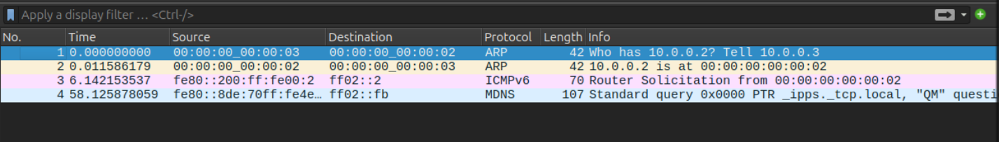 Apply a display filter … <Ctrl-/>
No. Time Source Destination Protocol Length Info
1 0.000000000 00:00:00_00:00:03 00:00:00_00:00:02 ARP 42 Who has 10.0.0.2? Tell 10.0.0.3
2 0.011586179 00:00:00_00:00:02 00:00:00_00:00:03 ARP 42 10.0.0.2 is at 00:00:00:00:00:02
3 6.142153537 fe80::200:ff:fe00:2 ff02::2 ICMPv6 70 Router Solicitation from 00:00:00:00:00:02
4 58.125878059 fe80::8de:70ff:fe4e… ff02::fb MDNS 107 Standard query 0x0000 PTR _ipps._tcp.local, "QM" questi